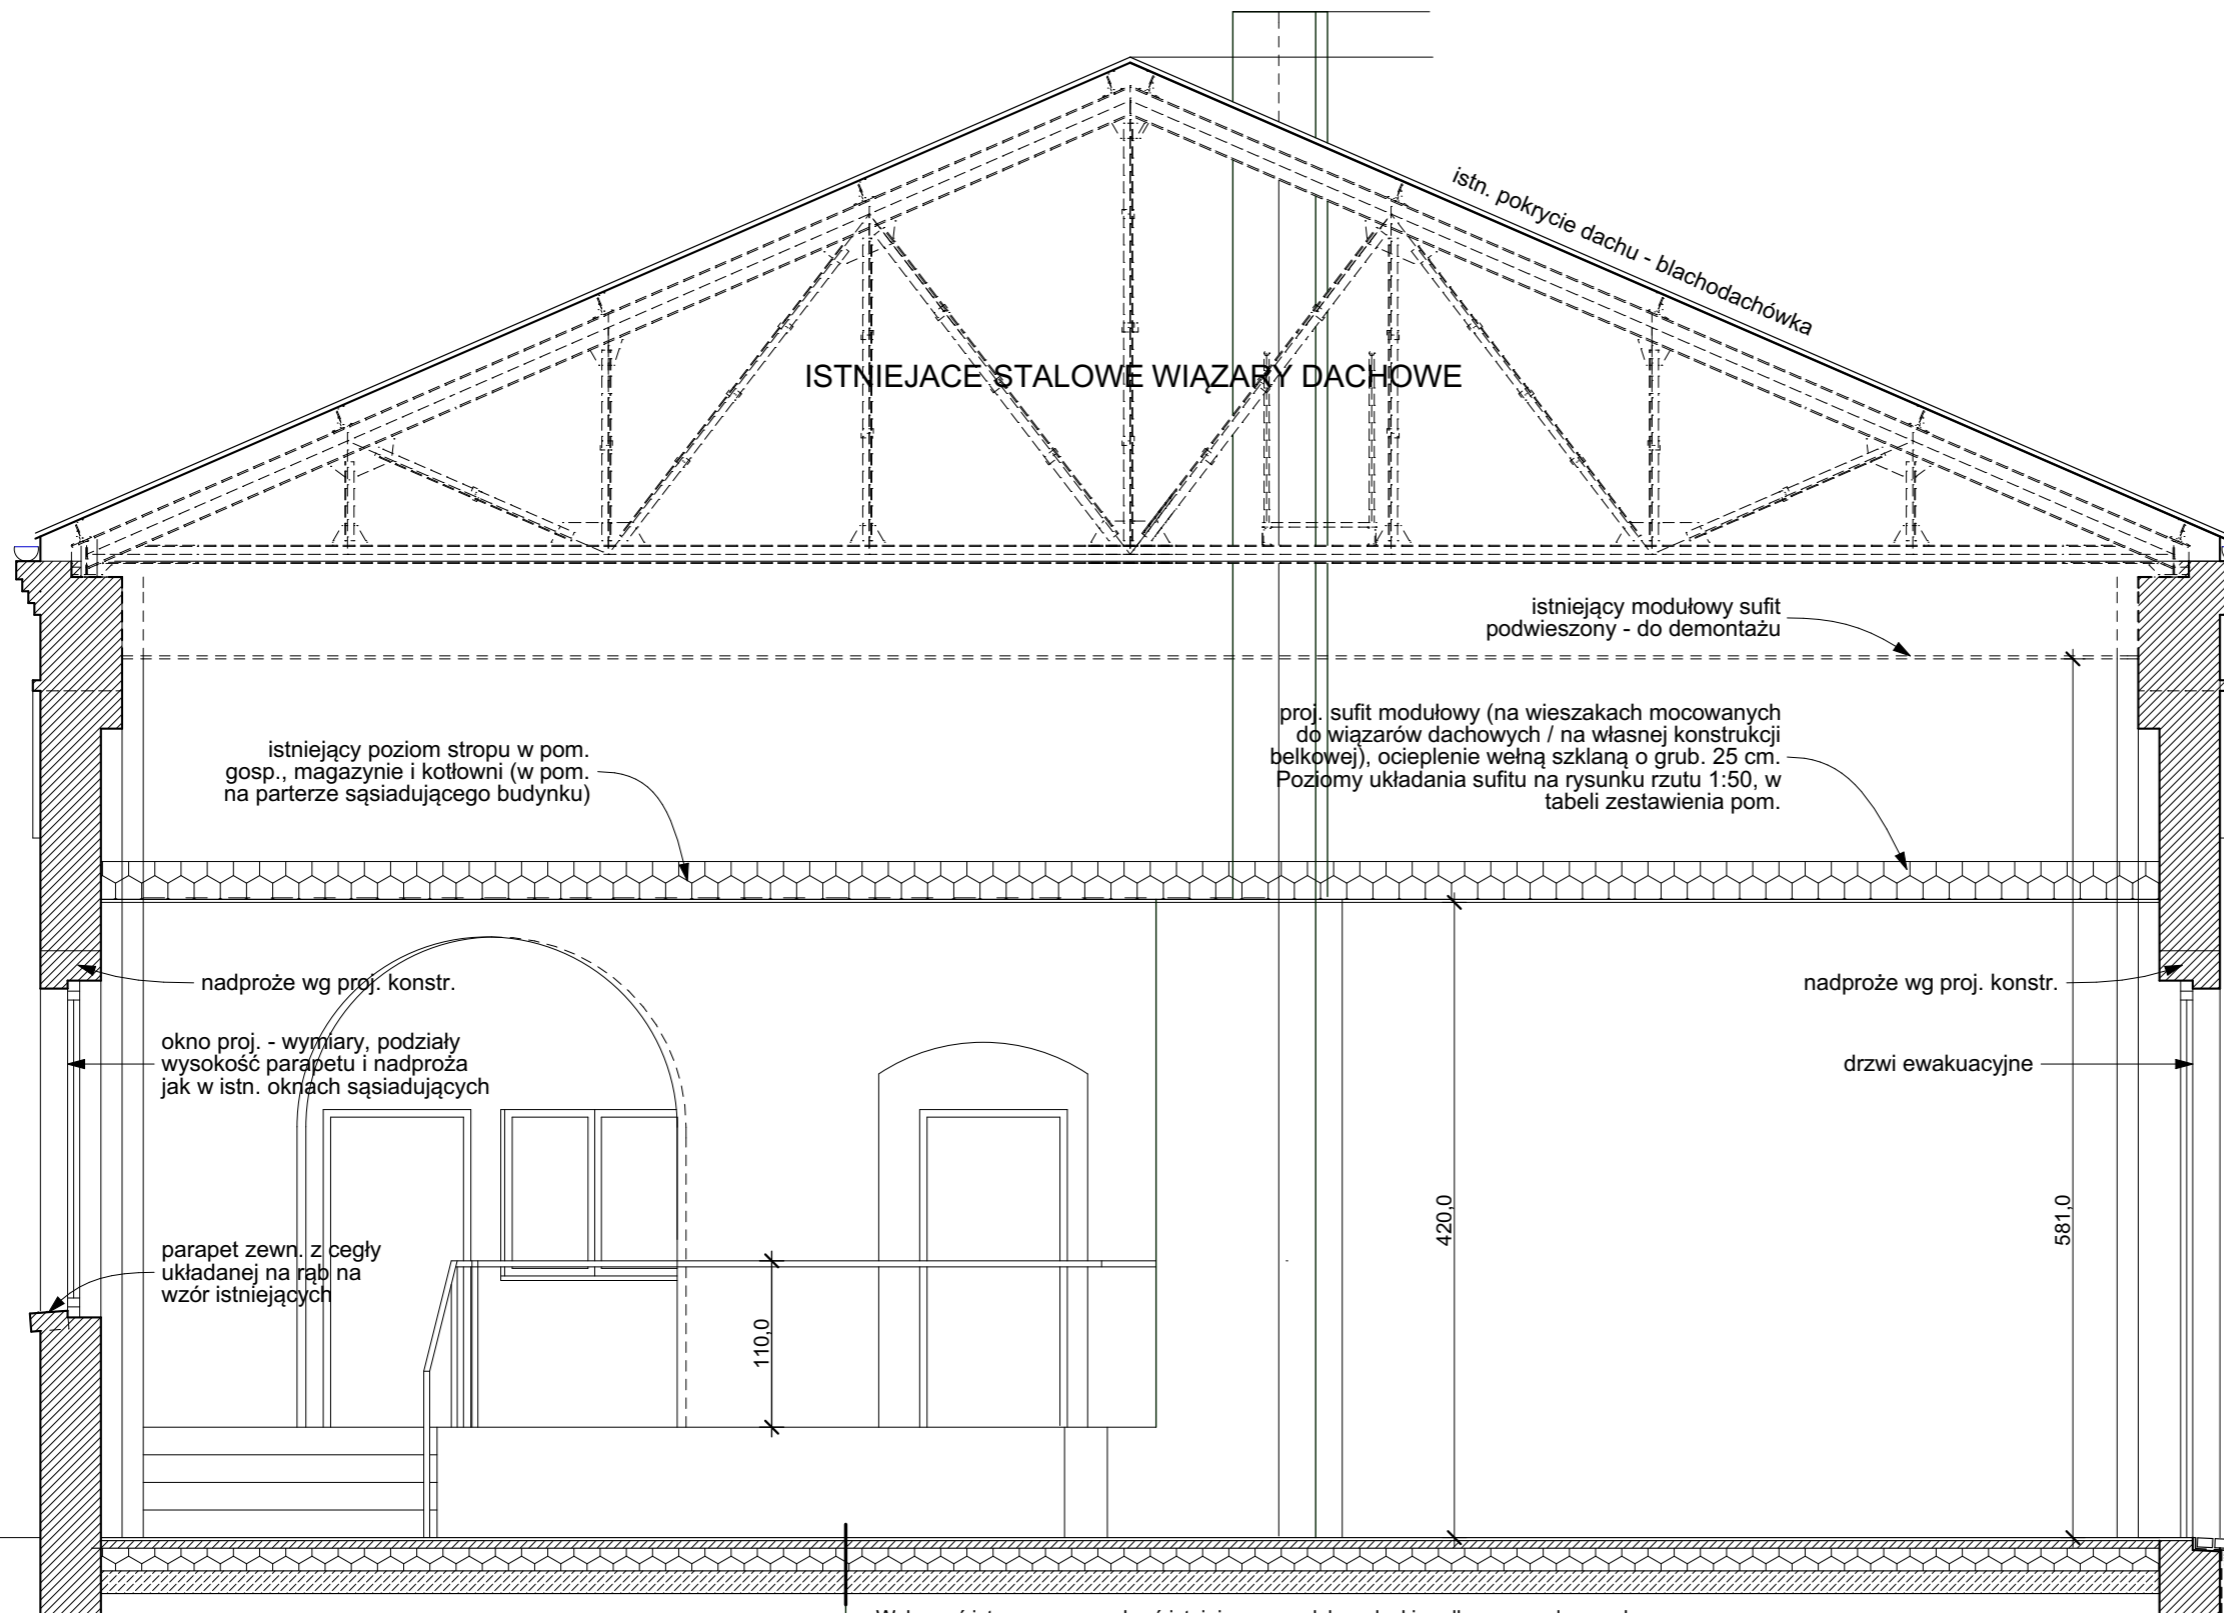 istn. pokrycie dachu - blachodachówka
ISTNIEJACE STALOWE WIĄZARY DACHOWE
istniejący modułowy sufit
podwieszony - do demontażu
proj. sufit modułowy (na wieszakach mocowanych
do wiązarów dachowych / na własnej konstrukcji
belkowej), ocieplenie wełną szklaną o grub. 25 cm.
Poziomy układania sufitu na rysunku rzutu 1:50, w
tabeli zestawienia pom.
istniejący poziom stropu w pom.
gosp., magazynie i kotłowni (w pom.
na parterze sąsiadującego budynku)
nadproże wg proj. konstr.
nadproże wg proj. konstr.
okno proj. - wymiary, podziały
wysokość parapetu i nadproża
jak w istn. oknach sąsiadujących
drzwi ewakuacyjne
parapet zewn. z cegły
układanej na rąb na
wzór istniejących
110,0
420,0
581,0